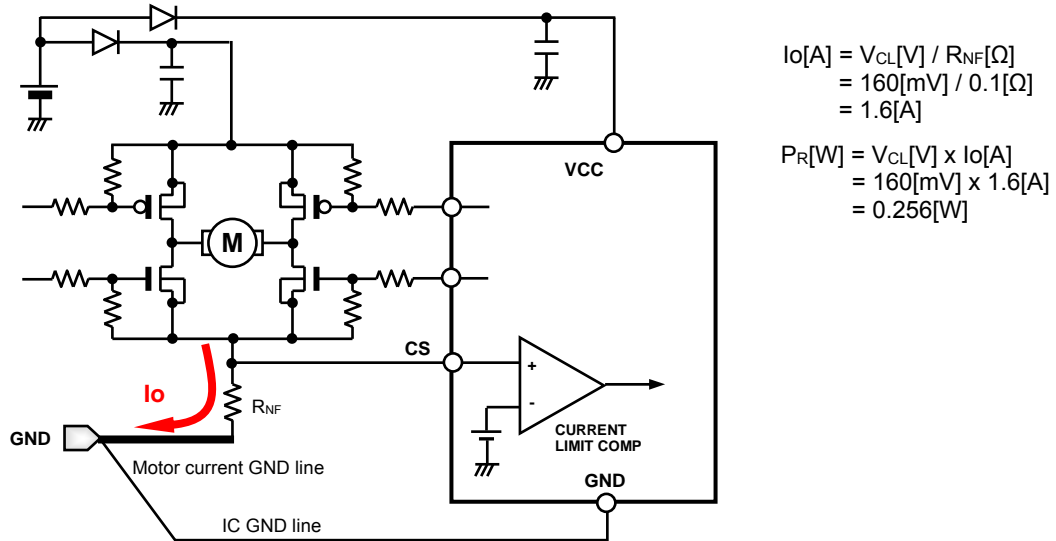 Io[A] = VCL[V] / RNF[Ω]
= 160[mV] / 0.1[Ω]
= 1.6[A]
PR[W] = VCL[V] x Io[A]
= 160[mV] x 1.6[A]
= 0.256[W]
VCC
M
CS
+
-
Io
RNF
CURRENT
LIMIT COMP
GND
Motor current GND line
GND
IC GND line